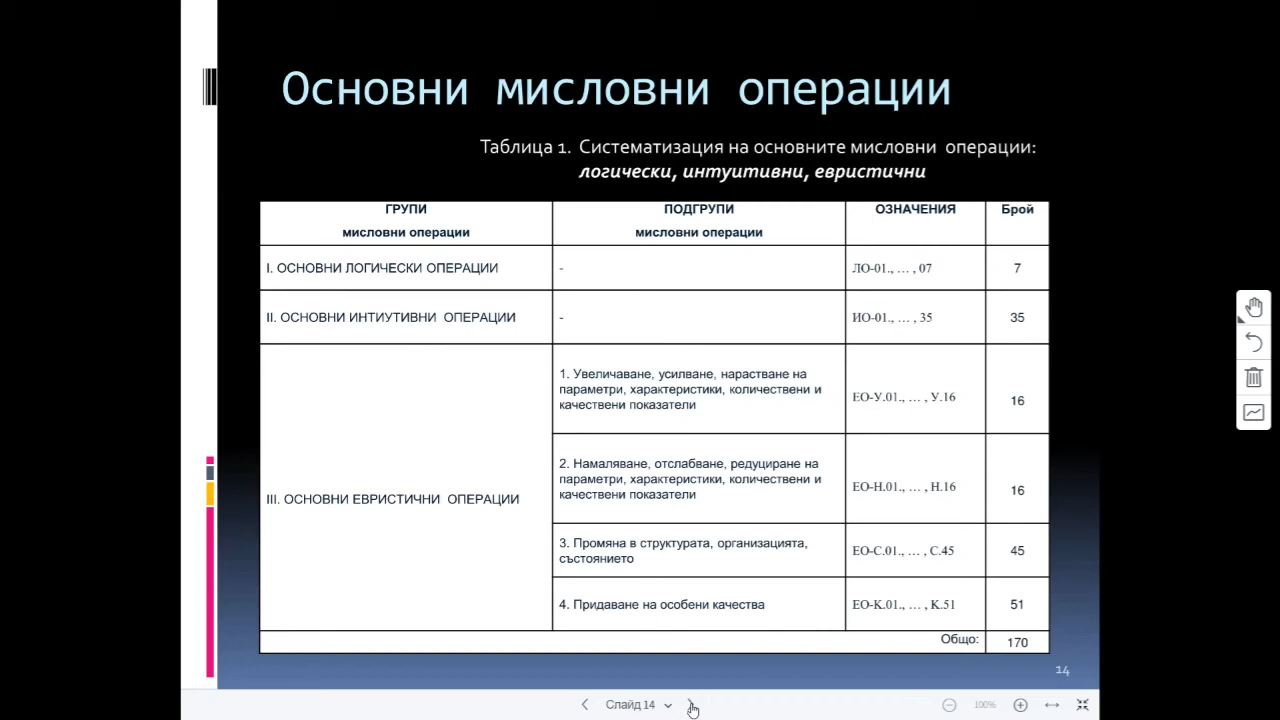 Основни мисловни операции
Таблица 1. Систематизация на основните мисловни операции:
логически, интуитивни, евристични
ГРУПИ
мисловни операции
ПОДГРУПИ
мисловни операции
ОЗНАЧЕНИЯ
Брой
I. ОСНОВНИ ЛОГИЧЕСКИ ОПЕРАЦИИ
-
ЛО-01., … , 07
7
II. ОСНОВНИ ИНТИУТИВНИ ОПЕРАЦИИ
-
ИО-01., … , 35
35
III. ОСНОВНИ ЕВРИСТИЧНИ ОПЕРАЦИИ
1. Увеличаване, усилване, нарастване на
параметри, характеристики, количествени и
качествени показатели
ЕО-У.01., … , У.16
16
2. Намаляване, отслабване, редуциране на
параметри, характеристики, количествени и
качествени показатели
ЕО-Н.01., … , Н.16
16
3. Промяна в структурата, организацията,
състоянието
ЕО-С.01., … , С.45
45
4. Придаване на особени качества
ЕО-К.01., … , К.51
51
Общо:
170
14
Слайд 14
100%